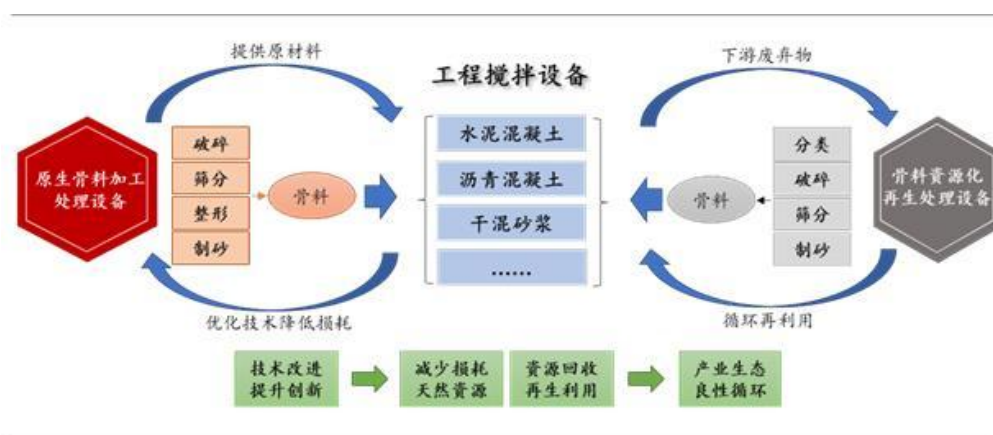 提供原材料
工程搅拌设备
下游废弃物
原生骨料加工
处理设备
破碎
筛分
整形
制砂
骨料
水泥混凝土
沥青混凝土
干混砂浆
……
骨料
分类
破碎
筛分
制砂
骨料资源化
再生处理设备
优化技术降低损耗
循环再利用
技术改进
提升创新
减少损耗
天然资源
资源回收
再生利用
产业生态
良性循环